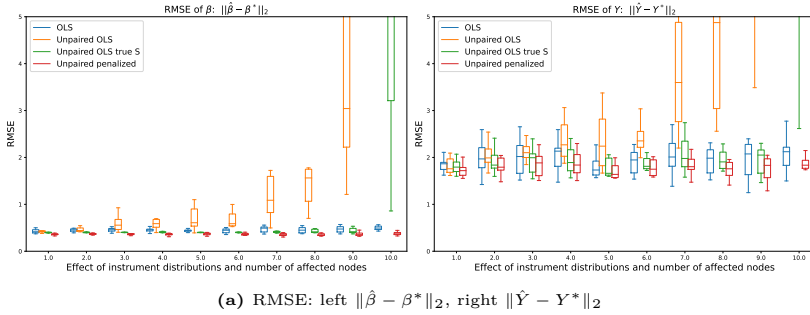 RMSE of β: ||β̂ − β*||₂
RMSE
5
4
3
2
1
0
OLS
Unpaired OLS
Unpaired OLS true S
Unpaired penalized
1.0 2.0 3.0 4.0 5.0 6.0 7.0 8.0 9.0 10.0
Effect of instrument distributions and number of affected nodes
RMSE of Y: ||Ŷ − Y*||₂
RMSE
5
4
3
2
1
0
OLS
Unpaired OLS
Unpaired OLS true S
Unpaired penalized
1.0 2.0 3.0 4.0 5.0 6.0 7.0 8.0 9.0 10.0
Effect of instrument distributions and number of affected nodes
(a) RMSE: left ‖β̂ − β*‖₂, right ‖Ŷ − Y*‖₂